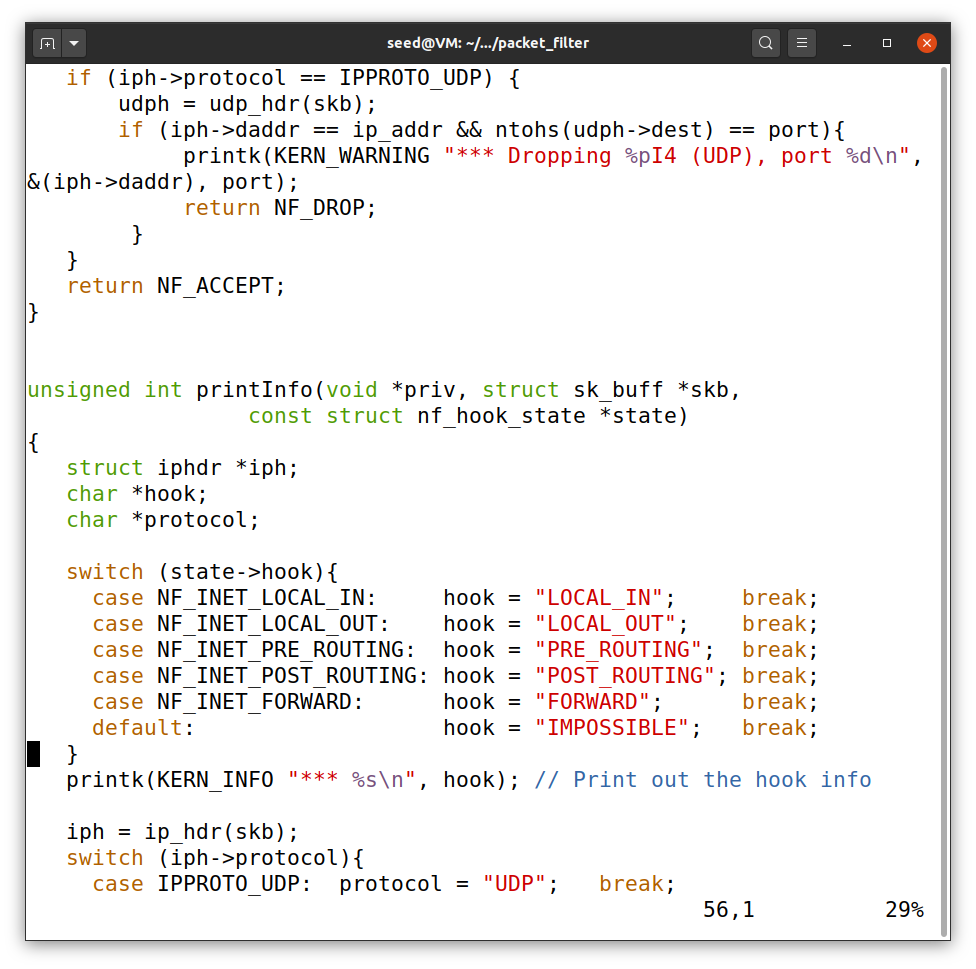 seed@VM: ~/.../packet_filter
   if (iph->protocol == IPPROTO_UDP) {
       udph = udp_hdr(skb);
       if (iph->daddr == ip_addr && ntohs(udph->dest) == port){
            printk(KERN_WARNING "*** Dropping %pI4 (UDP), port %d\n",
&(iph->daddr), port);
            return NF_DROP;
        }
   }
   return NF_ACCEPT;
}


unsigned int printInfo(void *priv, struct sk_buff *skb,
                 const struct nf_hook_state *state)
{
   struct iphdr *iph;
   char *hook;
   char *protocol;

   switch (state->hook){
     case NF_INET_LOCAL_IN:     hook = "LOCAL_IN";     break;
     case NF_INET_LOCAL_OUT:    hook = "LOCAL_OUT";    break;
     case NF_INET_PRE_ROUTING:  hook = "PRE_ROUTING";  break;
     case NF_INET_POST_ROUTING: hook = "POST_ROUTING"; break;
     case NF_INET_FORWARD:      hook = "FORWARD";      break;
     default:                   hook = "IMPOSSIBLE";   break;
   }
   printk(KERN_INFO "*** %s\n", hook); // Print out the hook info

   iph = ip_hdr(skb);
   switch (iph->protocol){
     case IPPROTO_UDP:  protocol = "UDP";   break;
                                                    56,1          29%